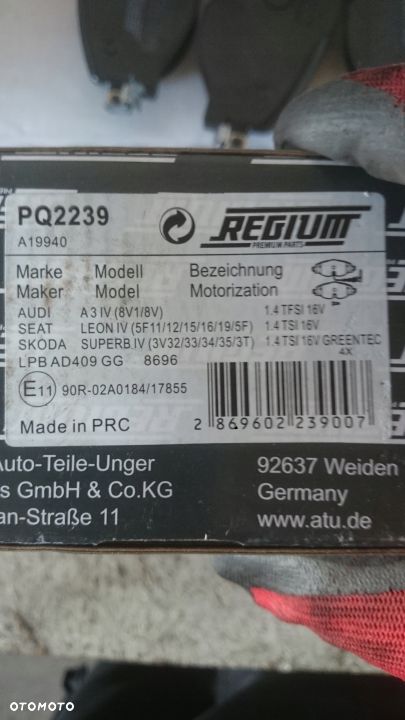 PQ2239
A19940
REGIUM
PREMIUM PARTS
Marke Modell Bezeichnung
Maker Model Motorization
AUDI A 3 IV (8V1/8V) 1.4 TFSI 16V
SEAT LEON IV (5F11/12/15/16/19/5F) 1.4 TSI 16V
SKODA SUPERB IV (3V32/33/34/35/3T) 1.4 TSI 16V GREENTEC
4X
LPB AD409 GG 8696
E11 90R-02A0184/17855
Made in PRC
2 869602 239007
Auto-Teile-Unger 92637 Weiden
s GmbH & Co.KG Germany
an-Straße 11 www.atu.de
OTOMOTO